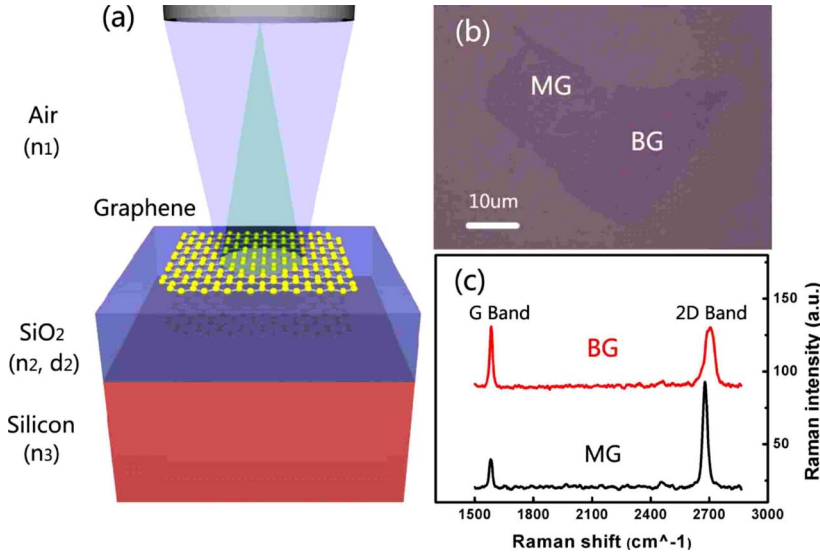 (a)
Air
(n1)
Graphene
SiO2
(n2, d2)
Silicon
(n3)
(b)
MG
BG
10um
(c)
G Band
2D Band
BG
MG
150
100
50
Raman intensity (a.u.)
1500 1800 2100 2400 2700 3000
Raman shift (cm^-1)